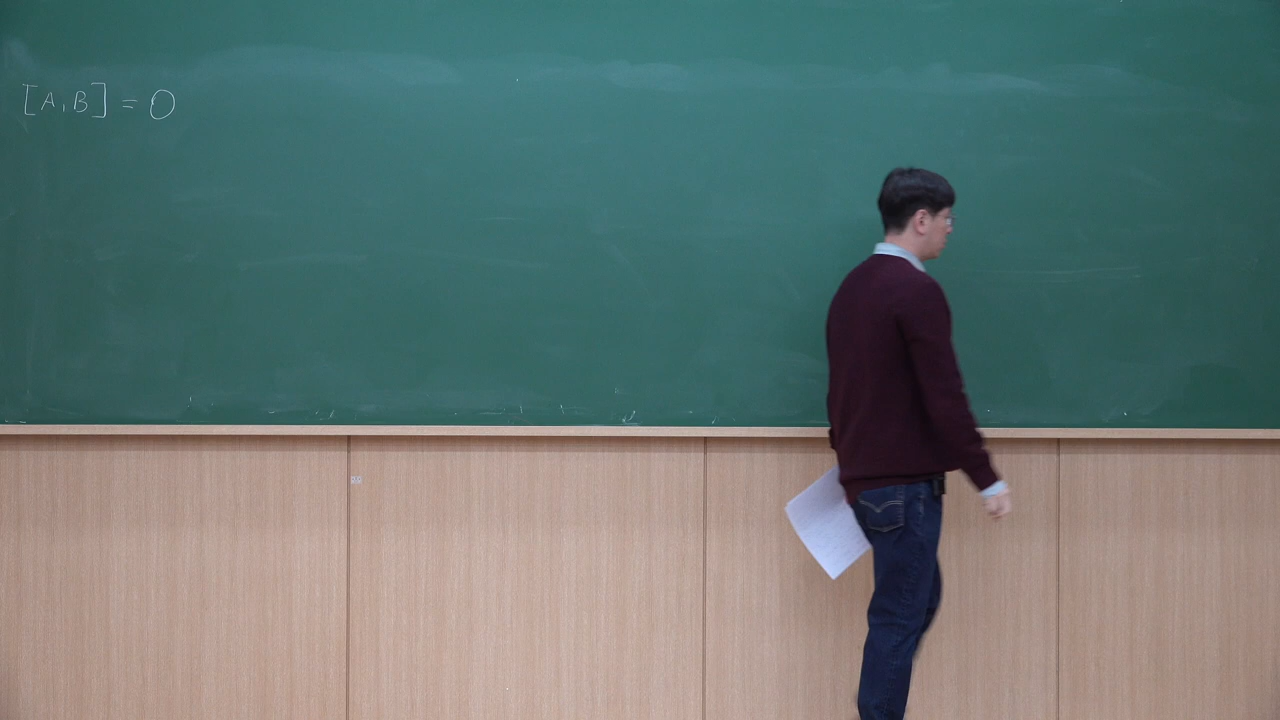 [A, B] = 0